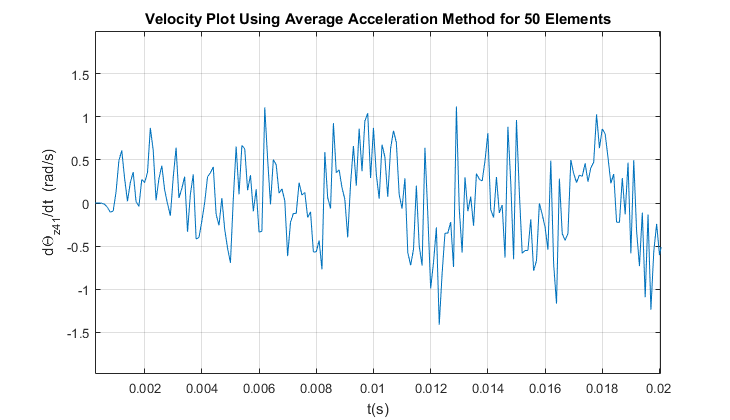 Velocity Plot Using Average Acceleration Method for 50 Elements
1.5
1
0.5
0
-0.5
-1
-1.5
dΘz41/dt (rad/s)
0.002 0.004 0.006 0.008 0.01 0.012 0.014 0.016 0.018 0.02
t(s)